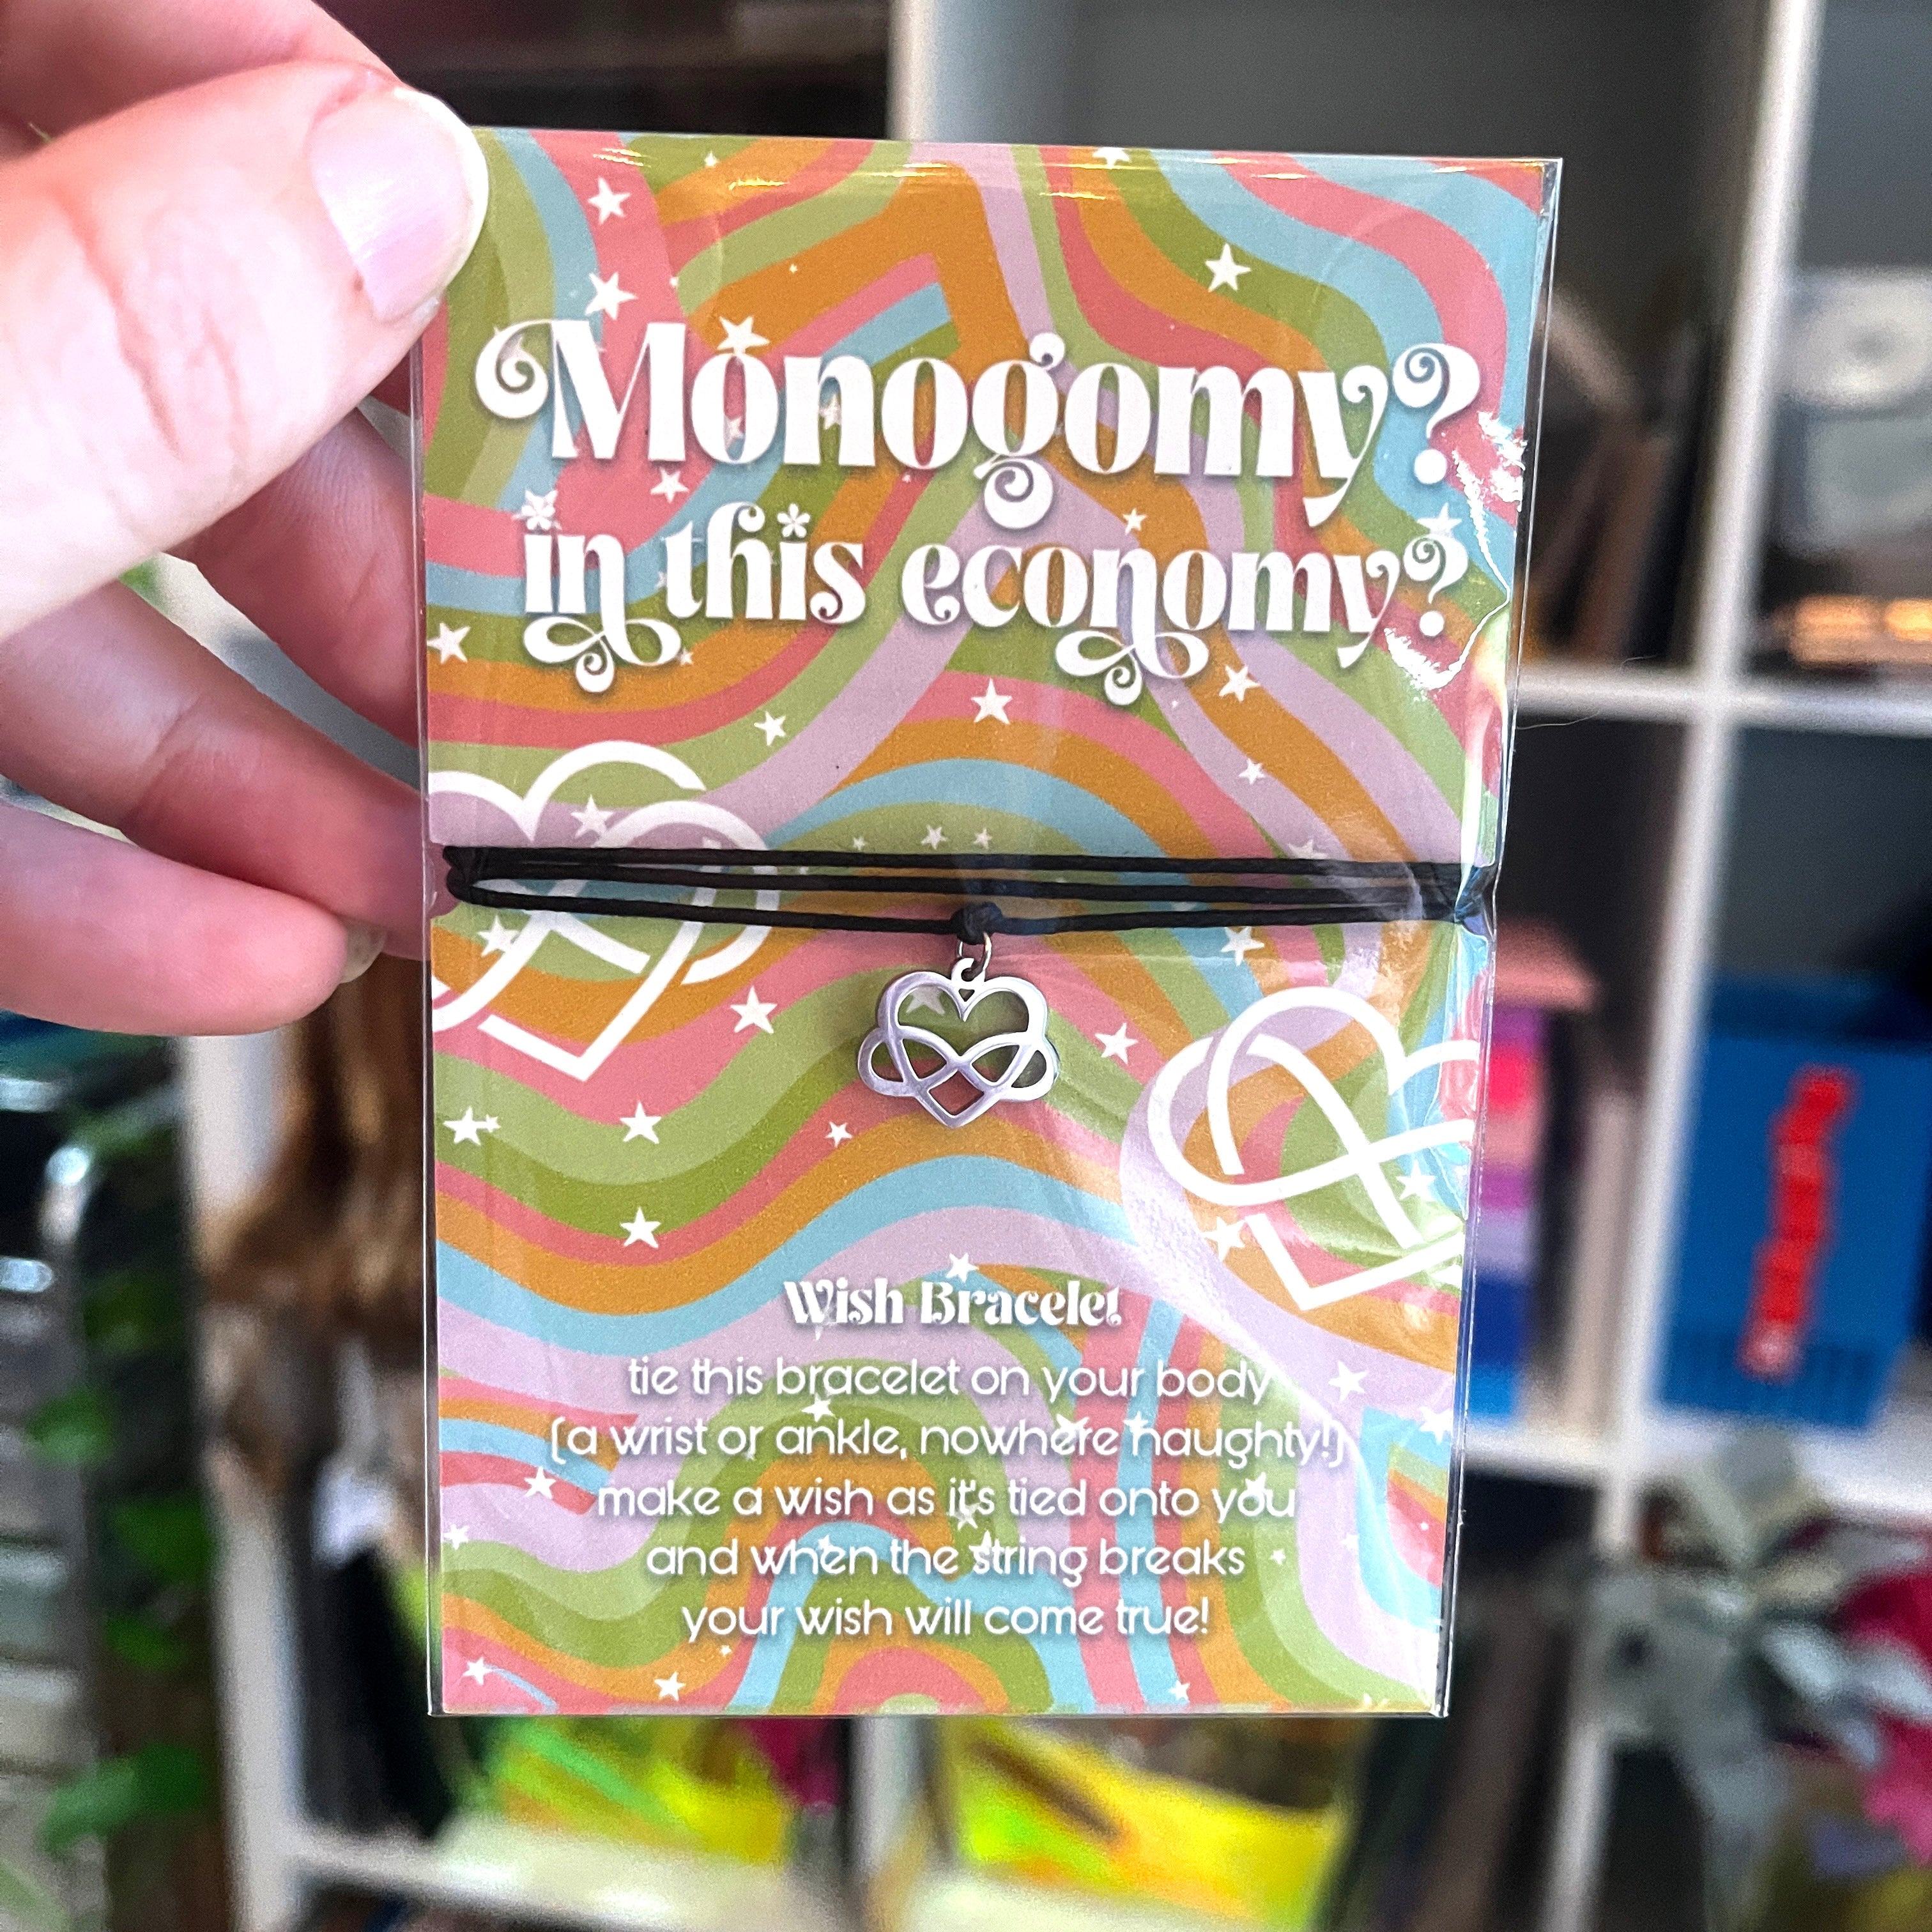 Monogomy?
in this economy?
Wish Bracelet
tie this bracelet on your body
(a wrist or ankle, nowhere naughty!)
make a wish as it's tied onto you
and when the string breaks
your wish will come true!